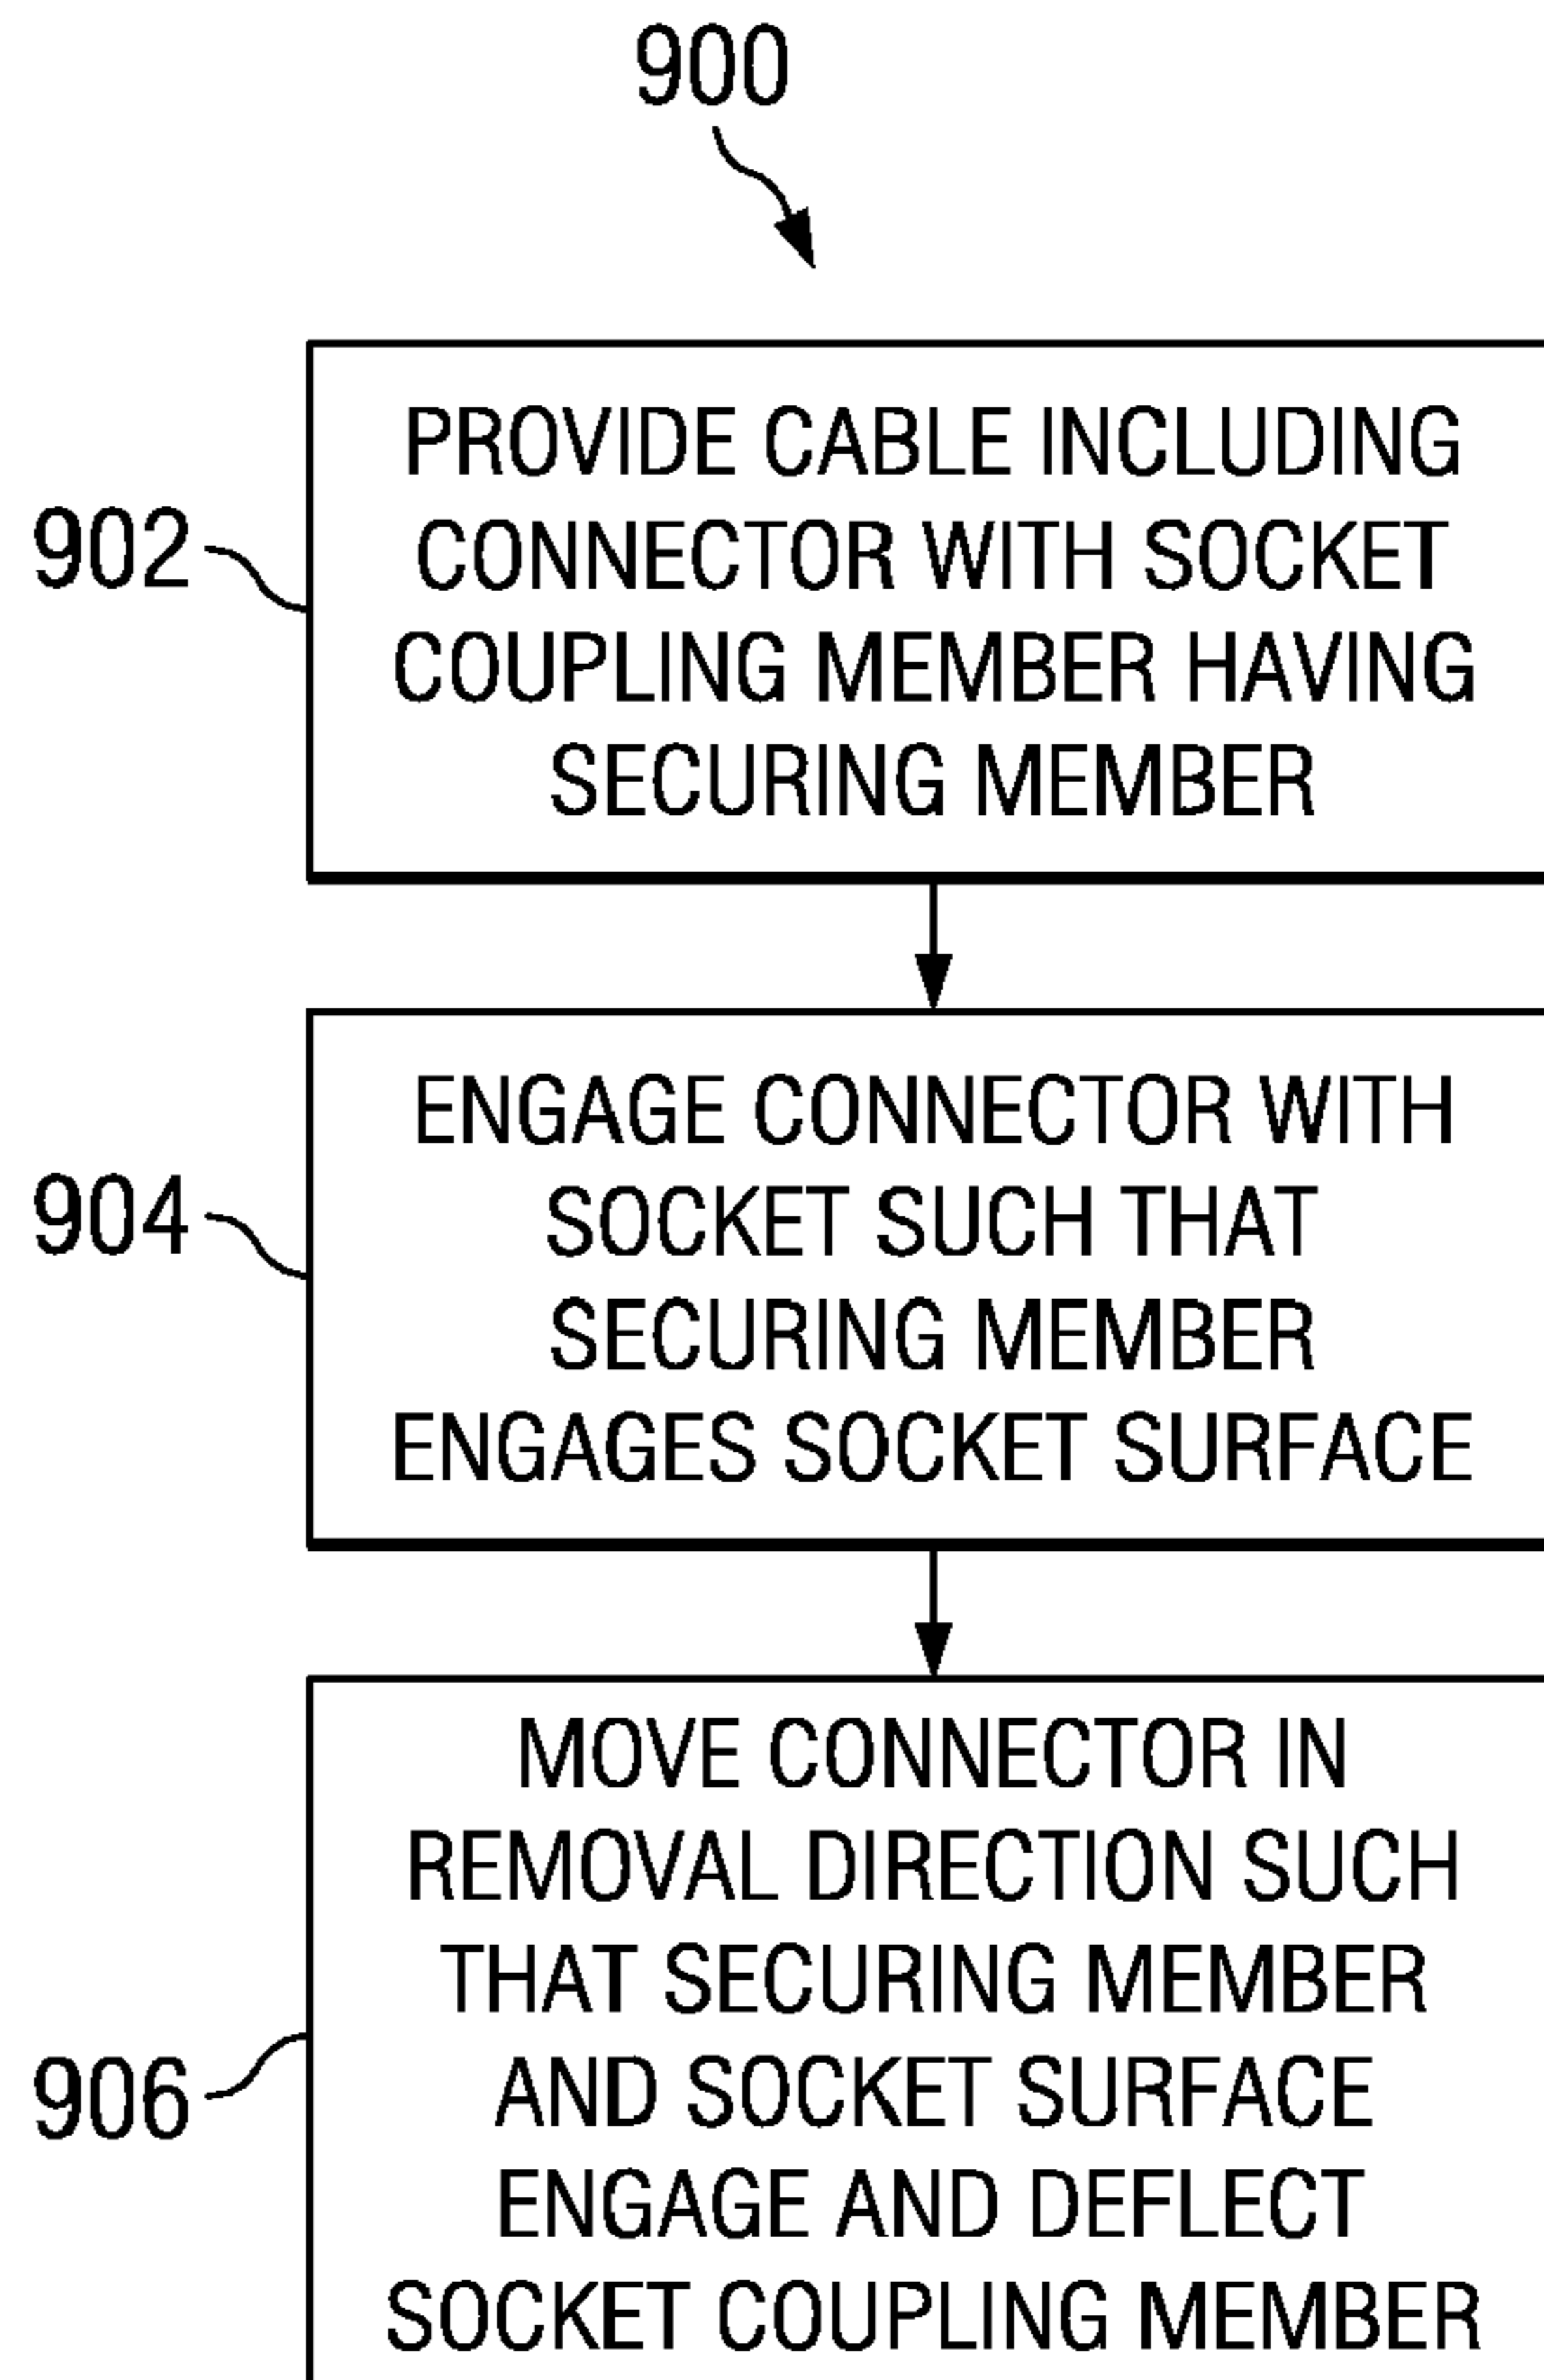 900
902
PROVIDE CABLE INCLUDING
CONNECTOR WITH SOCKET
COUPLING MEMBER HAVING
SECURING MEMBER
904
ENGAGE CONNECTOR WITH
SOCKET SUCH THAT
SECURING MEMBER
ENGAGES SOCKET SURFACE
906
MOVE CONNECTOR IN
REMOVAL DIRECTION SUCH
THAT SECURING MEMBER
AND SOCKET SURFACE
ENGAGE AND DEFLECT
SOCKET COUPLING MEMBER